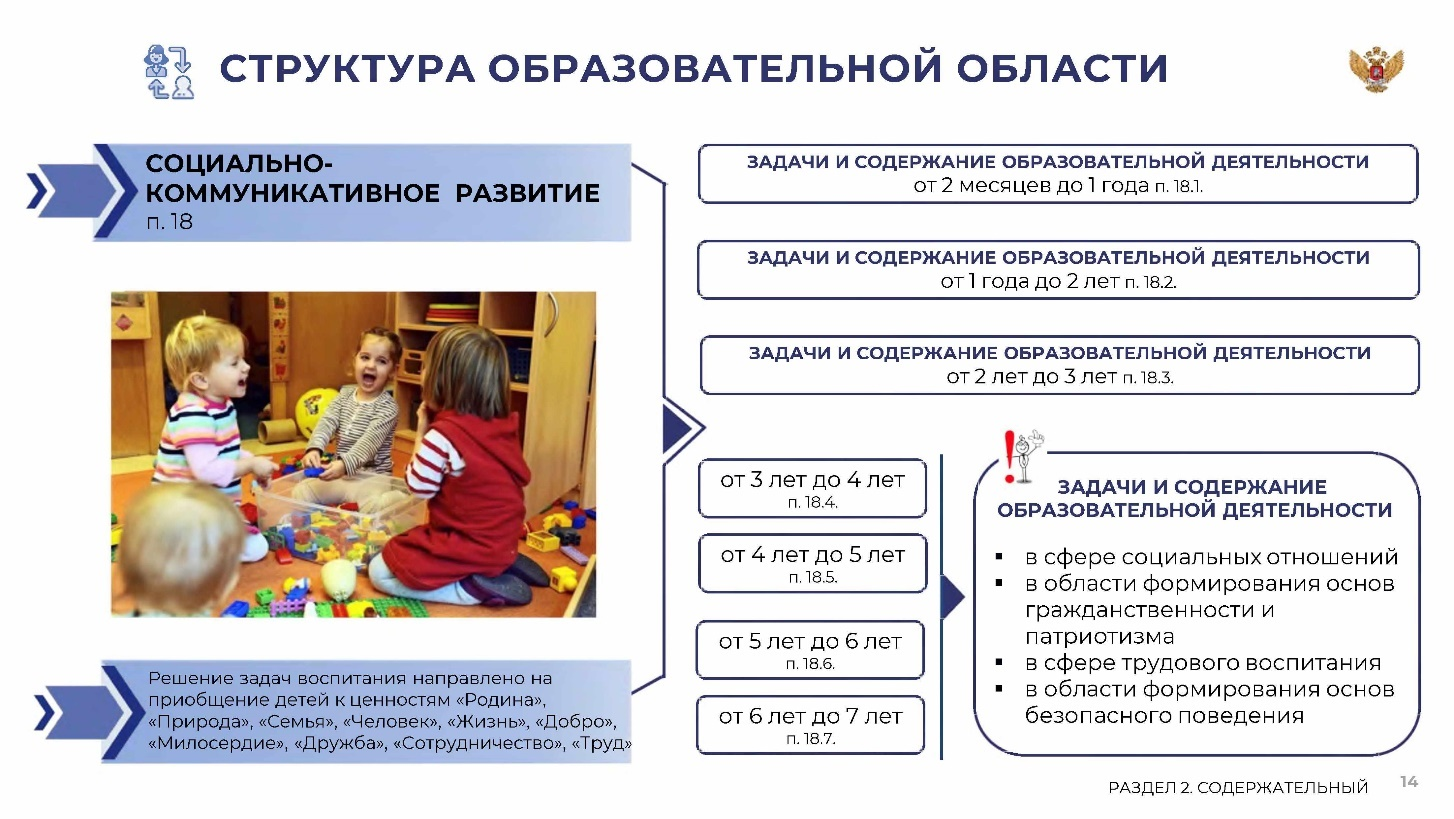 СТРУКТУРА ОБРАЗОВАТЕЛЬНОЙ ОБЛАСТИ
СОЦИАЛЬНО-
КОММУНИКАТИВНОЕ РАЗВИТИЕ
п. 18
Решение задач воспитания направлено на
приобщение детей к ценностям «Родина»,
«Природа», «Семья», «Человек», «Жизнь», «Добро»,
«Милосердие», «Дружба», «Сотрудничество», «Труд»
ЗАДАЧИ И СОДЕРЖАНИЕ ОБРАЗОВАТЕЛЬНОЙ ДЕЯТЕЛЬНОСТИ
от 2 месяцев до 1 года п. 18.1.
ЗАДАЧИ И СОДЕРЖАНИЕ ОБРАЗОВАТЕЛЬНОЙ ДЕЯТЕЛЬНОСТИ
от 1 года до 2 лет п. 18.2.
ЗАДАЧИ И СОДЕРЖАНИЕ ОБРАЗОВАТЕЛЬНОЙ ДЕЯТЕЛЬНОСТИ
от 2 лет до 3 лет п. 18.3.
от 3 лет до 4 лет
п. 18.4.
от 4 лет до 5 лет
п. 18.5.
от 5 лет до 6 лет
п. 18.6.
от 6 лет до 7 лет
п. 18.7.
ЗАДАЧИ И СОДЕРЖАНИЕ
ОБРАЗОВАТЕЛЬНОЙ ДЕЯТЕЛЬНОСТИ
▪ в сфере социальных отношений
▪ в области формирования основ
гражданственности и
патриотизма
▪ в сфере трудового воспитания
▪ в области формирования основ
безопасного поведения
РАЗДЕЛ 2. СОДЕРЖАТЕЛЬНЫЙ
14